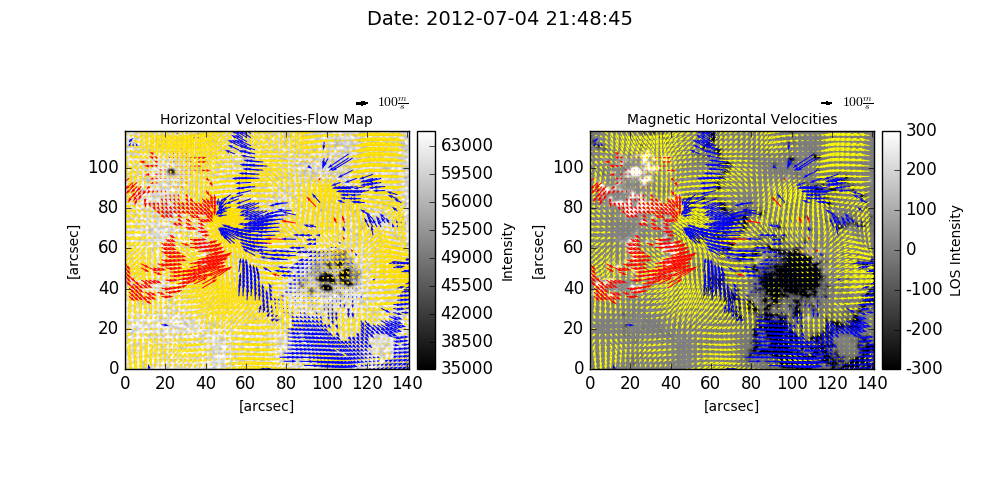 Date: 2012-07-04 21:48:45
100 m/s
100 m/s
Horizontal Velocities-Flow Map
Magnetic Horizontal Velocities
[arcsec]
100
80
60
40
20
0
0 20 40 60 80 100 120 140
[arcsec]
63000
59500
56000
52500
49000
45500
42000
38500
35000
Intensity
[arcsec]
100
80
60
40
20
0
0 20 40 60 80 100 120 140
[arcsec]
300
200
100
0
-100
-200
-300
LOS Intensity